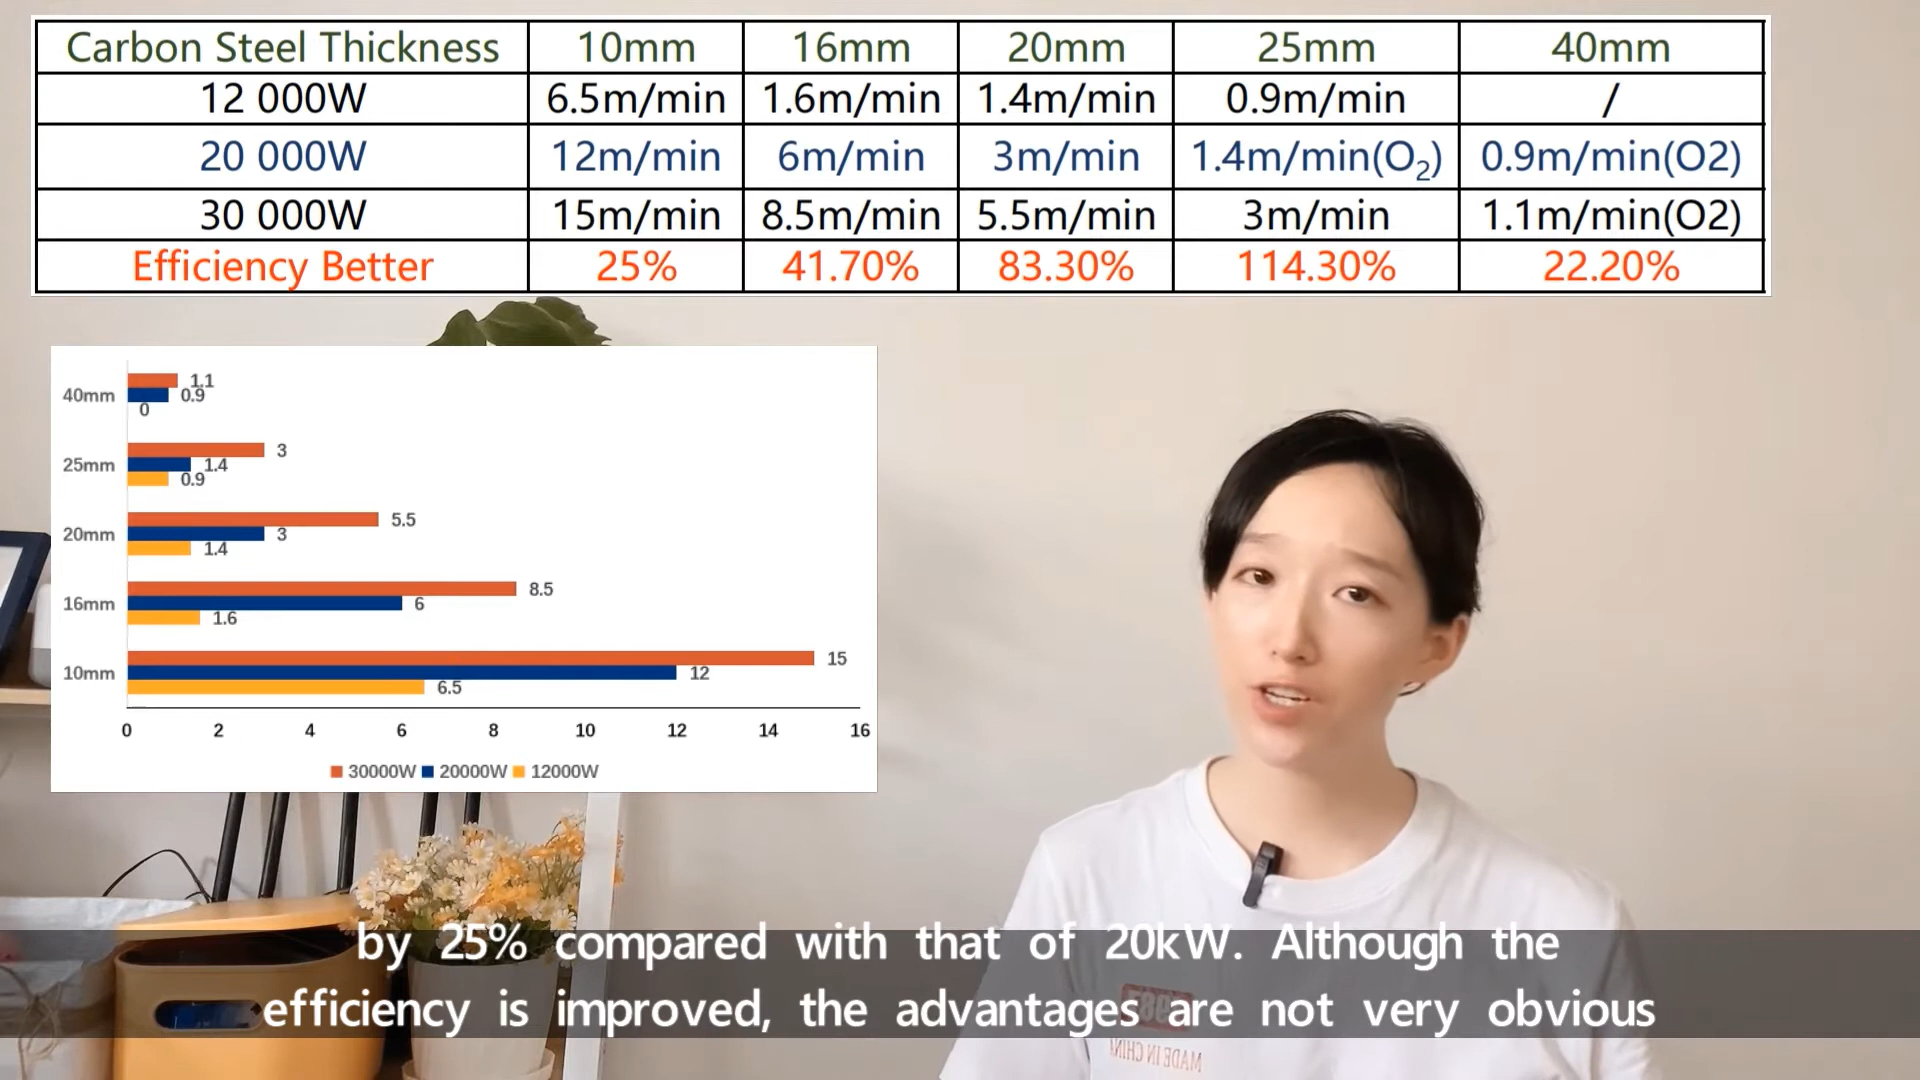 Carbon Steel Thickness 10mm 16mm 20mm 25mm 40mm
12 000W 6.5m/min 1.6m/min 1.4m/min 0.9m/min /
20 000W 12m/min 6m/min 3m/min 1.4m/min(O₂) 0.9m/min(O2)
30 000W 15m/min 8.5m/min 5.5m/min 3m/min 1.1m/min(O2)
Efficiency Better 25% 41.70% 83.30% 114.30% 22.20%
40mm 1.1
0.9
0
25mm 3
1.4
0.9
20mm 5.5
3
1.4
16mm 8.5
6
1.6
10mm 15
12
6.5
0 2 4 6 8 10 12 14 16
30000W 20000W 12000W
by 25% compared with that of 20kW. Although the
efficiency is improved, the advantages are not very obvious
MADE IN CHIN